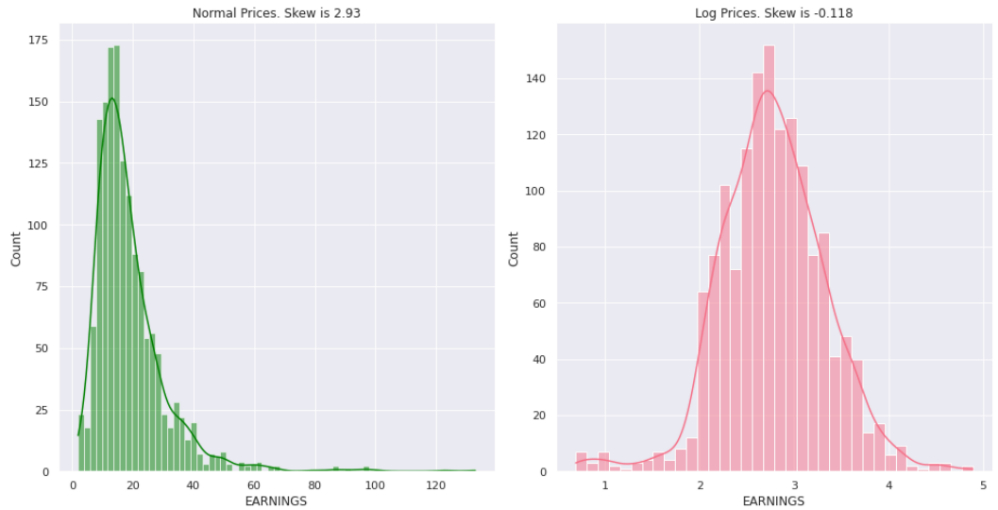 Normal Prices. Skew is 2.93
175
150
125
100
75
50
25
0
Count
0 20 40 60 80 100 120
EARNINGS
Log Prices. Skew is -0.118
140
120
100
80
60
40
20
0
Count
1 2 3 4 5
EARNINGS